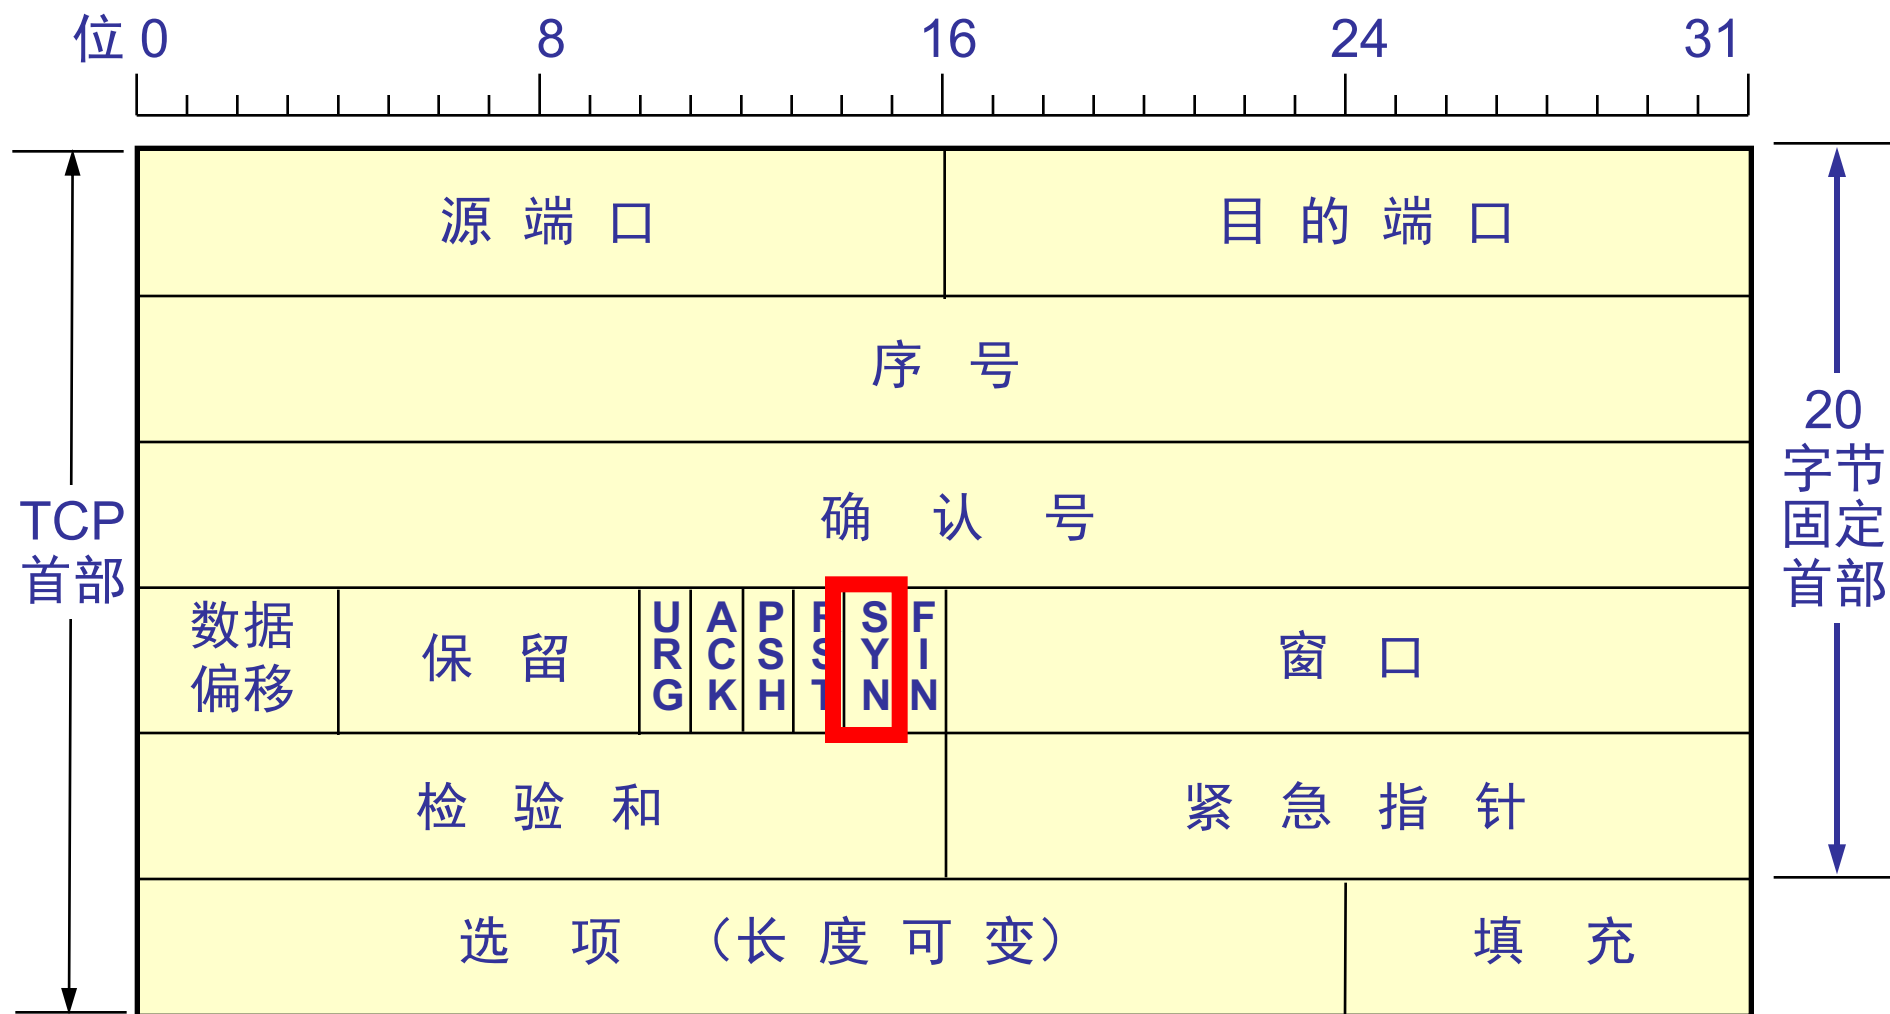 位 0 8 16 24 31
源 端 口
目 的 端 口
序 号
确 认 号
TCP
首部
20
字节
固定
首部
数据
偏移
保 留
URG
ACK
PSH
RST
SYN
FIN
窗 口
检 验 和
紧 急 指 针
选 项 （长 度 可 变）
填 充